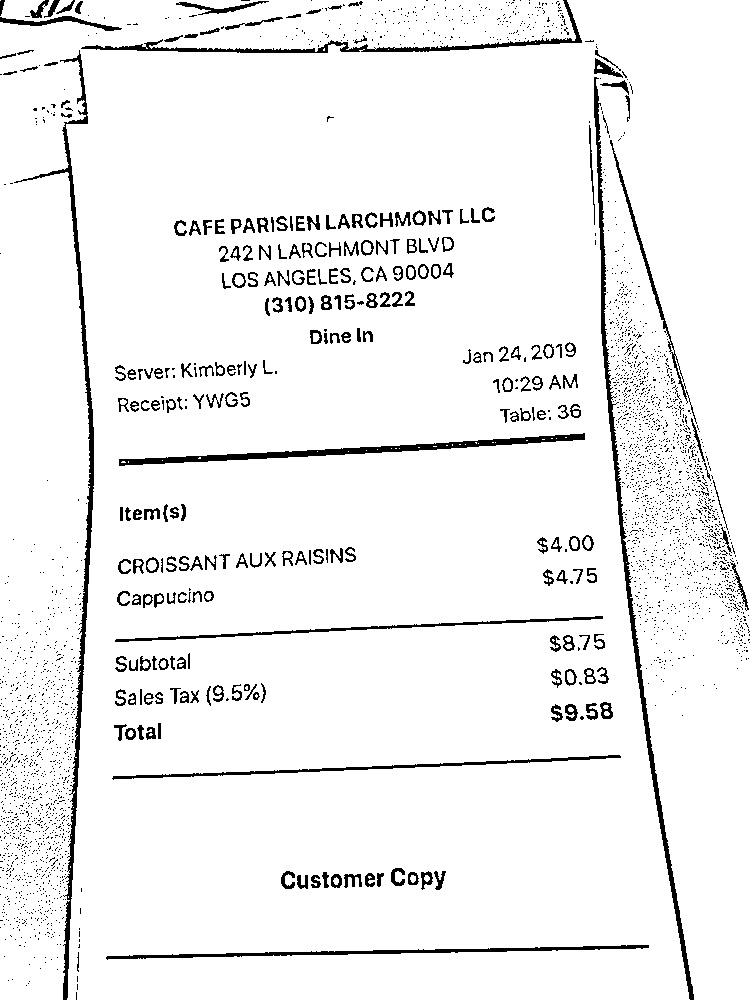 CAFE PARISIEN LARCHMONT LLC
242 N LARCHMONT BLVD
LOS ANGELES, CA 90004
(310) 815-8222
Dine In
Server: Kimberly L. Jan 24, 2019
Receipt: YWG5 10:29 AM
Table: 36
Item(s)
CROISSANT AUX RAISINS $4.00
Cappucino $4.75
Subtotal $8.75
Sales Tax (9.5%) $0.83
Total $9.58
Customer Copy